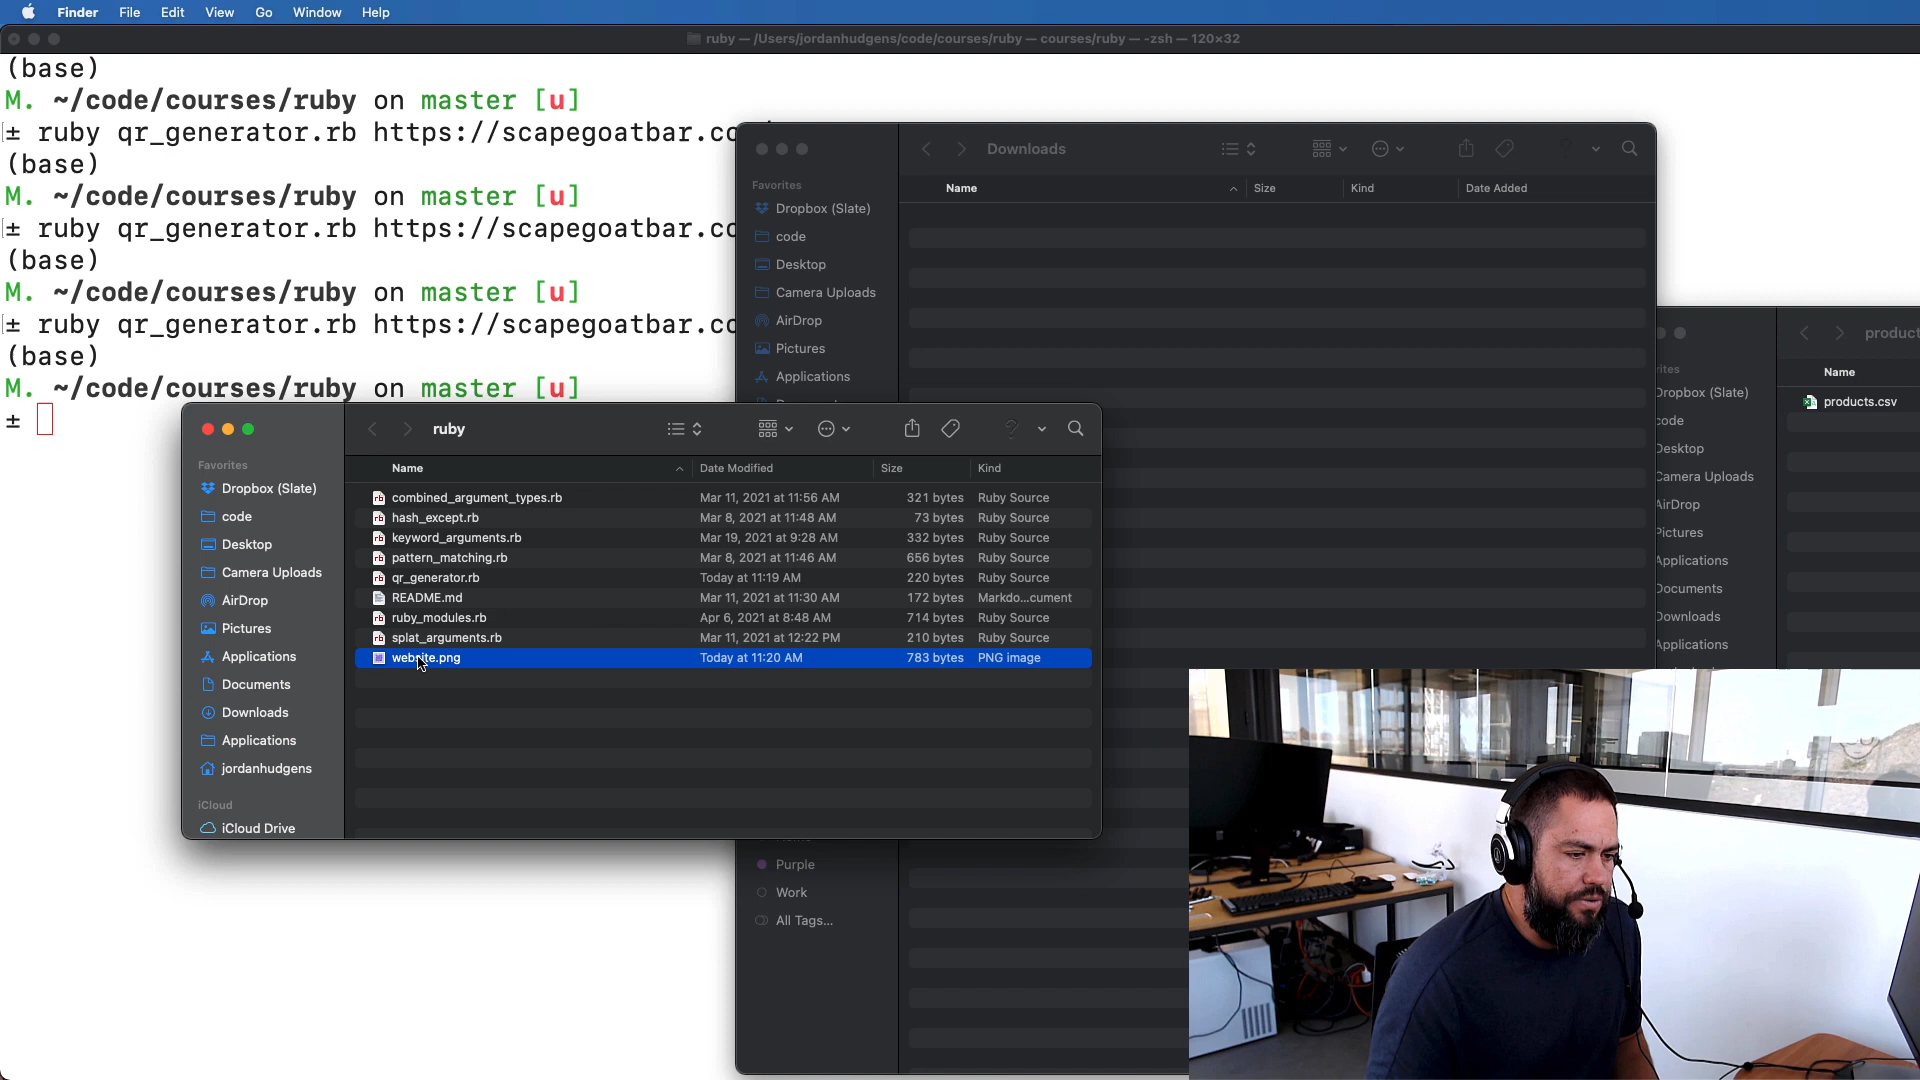 Finder File Edit View Go Window Help
ruby — /Users/jordanhudgens/code/courses/ruby — courses/ruby — -zsh — 120×32
(base)
M. ~/code/courses/ruby on master [u]
± ruby qr_generator.rb https://scapegoatbar.co
(base)
M. ~/code/courses/ruby on master [u]
± ruby qr_generator.rb https://scapegoatbar.co
(base)
M. ~/code/courses/ruby on master [u]
± ruby qr_generator.rb https://scapegoatbar.co
(base)
M. ~/code/courses/ruby on master [u]
±
Downloads
Name Size Kind Date Added
Favorites
Dropbox (Slate)
code
Desktop
Camera Uploads
AirDrop
Pictures
Applications
Purple
Work
All Tags...
ruby
Name Date Modified Size Kind
combined_argument_types.rb Mar 11, 2021 at 11:56 AM 321 bytes Ruby Source
hash_except.rb Mar 8, 2021 at 11:48 AM 73 bytes Ruby Source
keyword_arguments.rb Mar 19, 2021 at 9:28 AM 332 bytes Ruby Source
pattern_matching.rb Mar 8, 2021 at 11:46 AM 656 bytes Ruby Source
qr_generator.rb Today at 11:19 AM 220 bytes Ruby Source
README.md Mar 11, 2021 at 11:30 AM 172 bytes Markdo...cument
ruby_modules.rb Apr 6, 2021 at 8:48 AM 714 bytes Ruby Source
splat_arguments.rb Mar 11, 2021 at 12:22 PM 210 bytes Ruby Source
website.png Today at 11:20 AM 783 bytes PNG image
Favorites
Dropbox (Slate)
code
Desktop
Camera Uploads
AirDrop
Pictures
Applications
Documents
Downloads
Applications
jordanhudgens
iCloud
iCloud Drive
product
Name
products.csv
rites
Dropbox (Slate)
code
Desktop
Camera Uploads
AirDrop
Pictures
Applications
Documents
Downloads
Applications